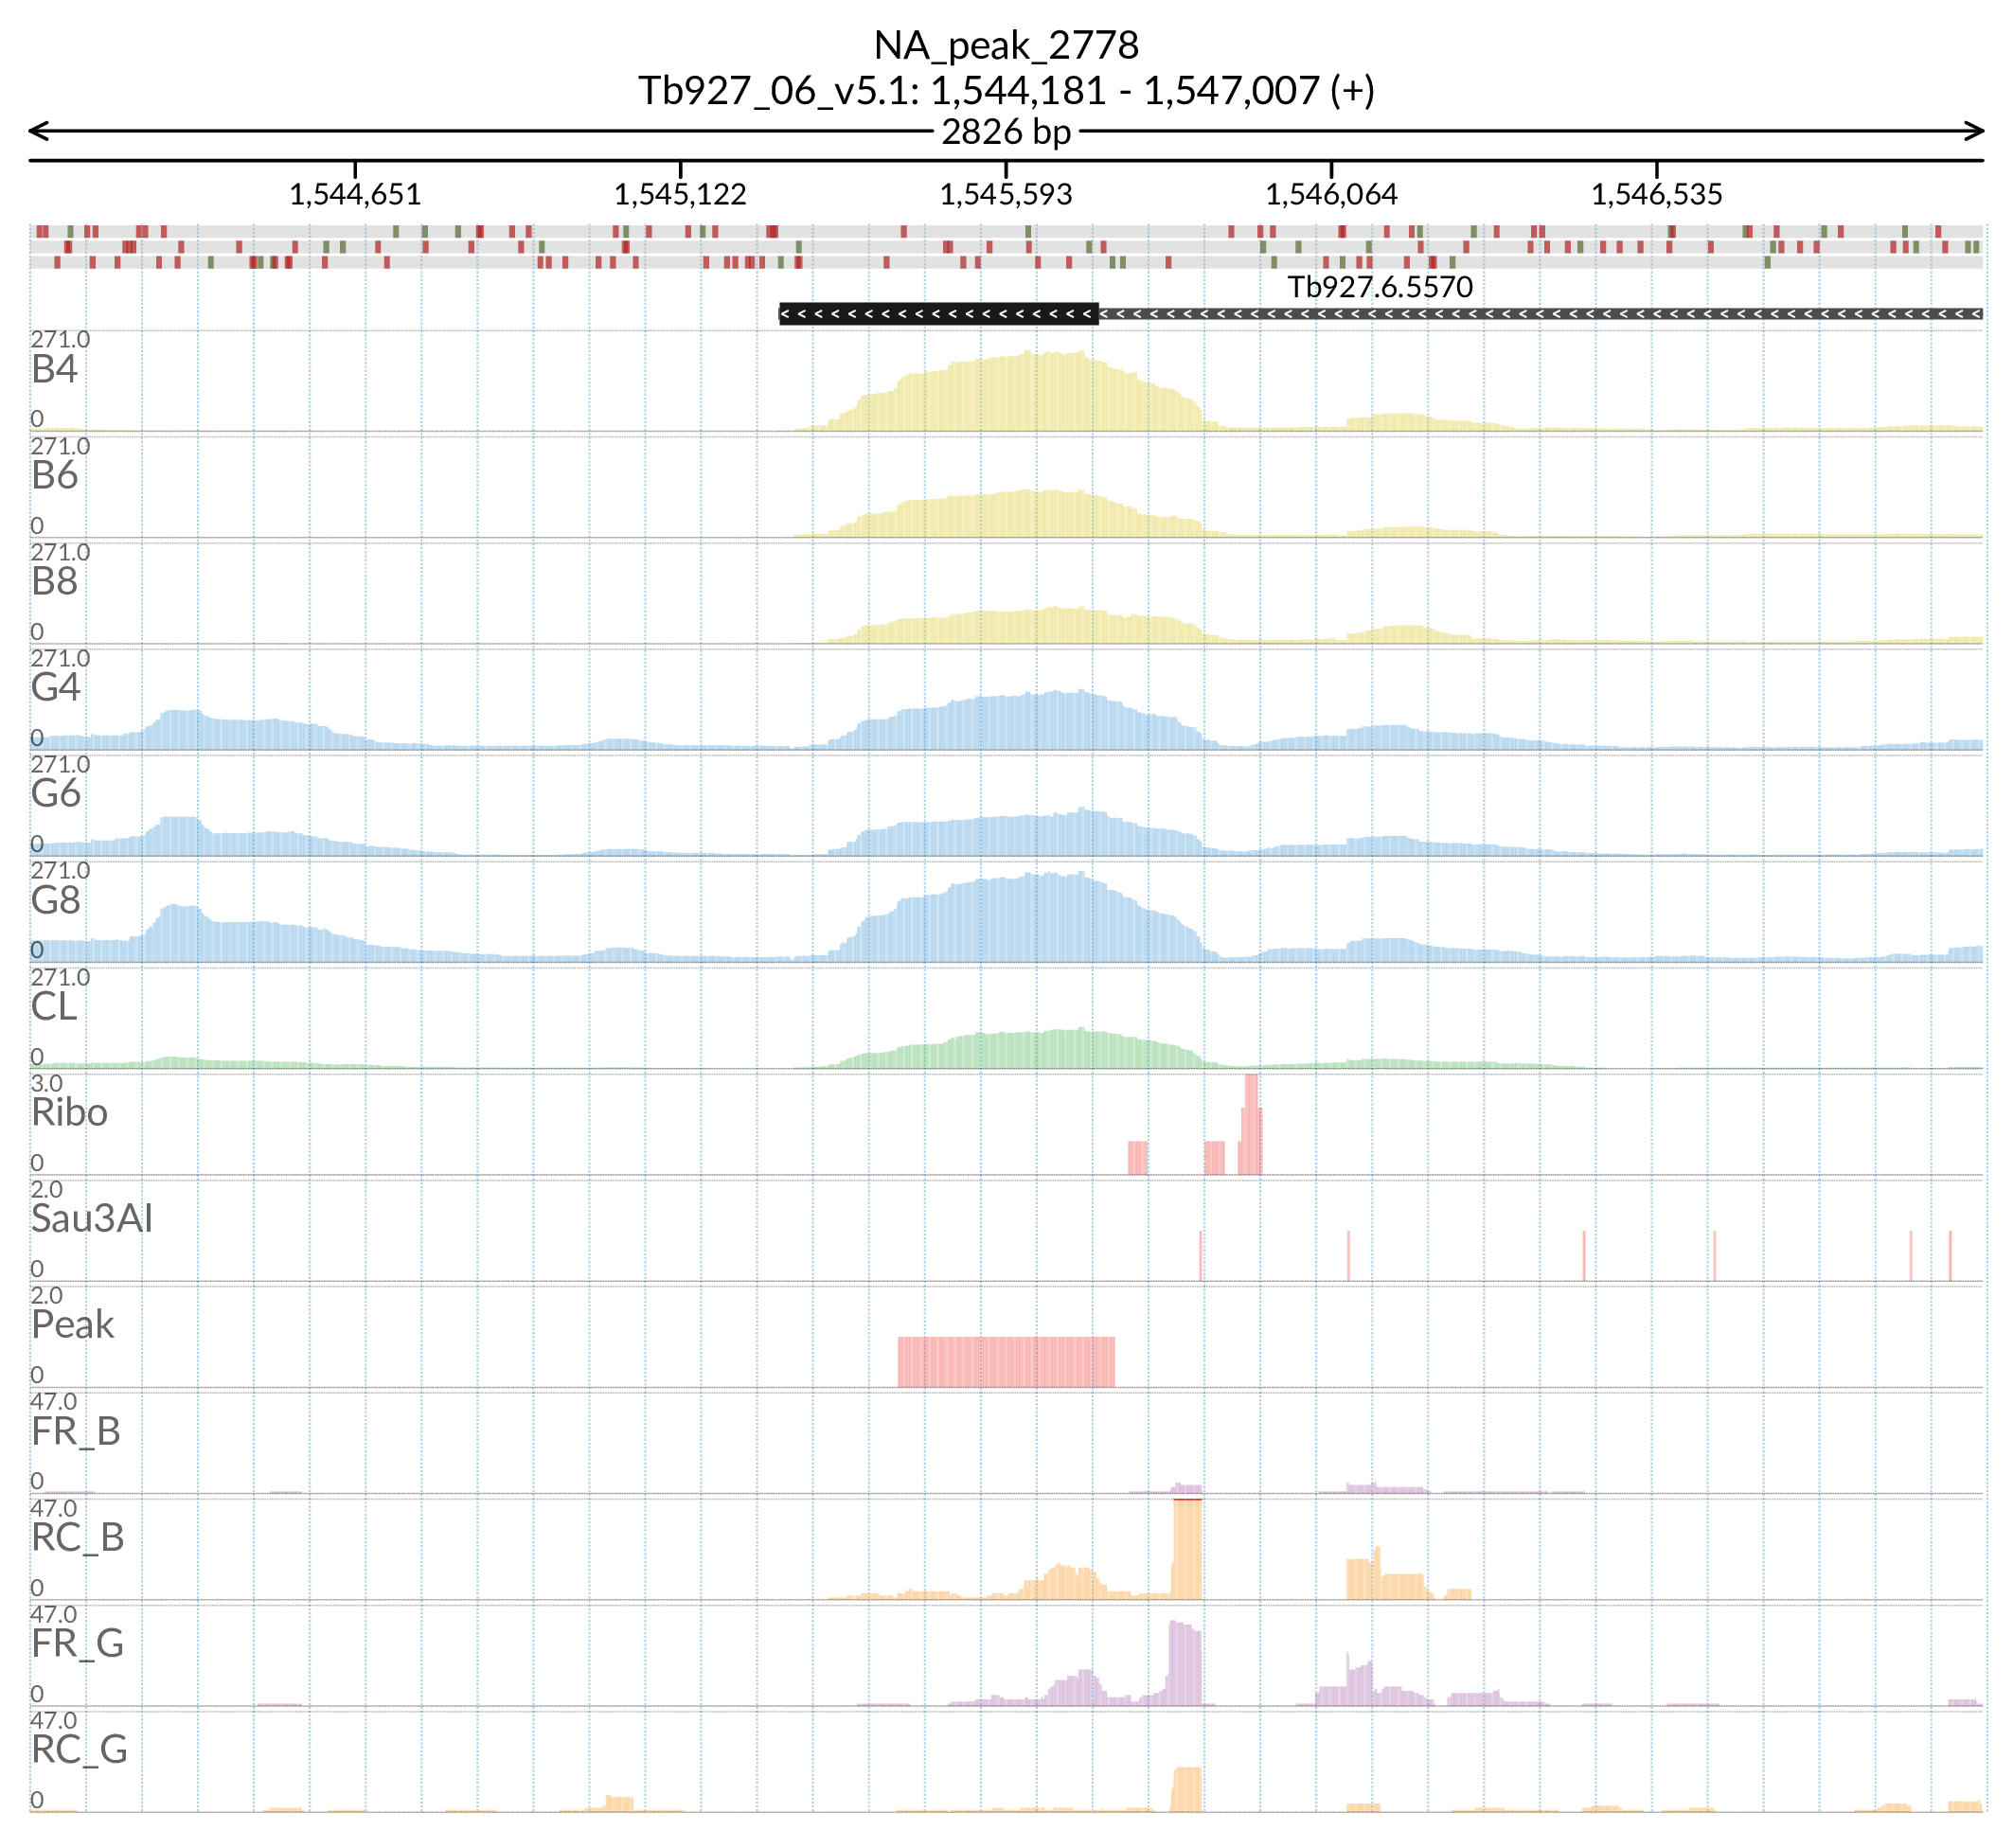 NA_peak_2778
Tb927_06_v5.1: 1,544,181 - 1,547,007 (+)
2826 bp
1,544,651 1,545,122 1,545,593 1,546,064 1,546,535
Tb927.6.5570
271.0
B4
0
271.0
B6
0
271.0
B8
0
271.0
G4
0
271.0
G6
0
271.0
G8
0
271.0
CL
0
3.0
Ribo
0
2.0
Sau3AI
0
2.0
Peak
0
47.0
FR_B
0
47.0
RC_B
0
47.0
FR_G
0
47.0
RC_G
0